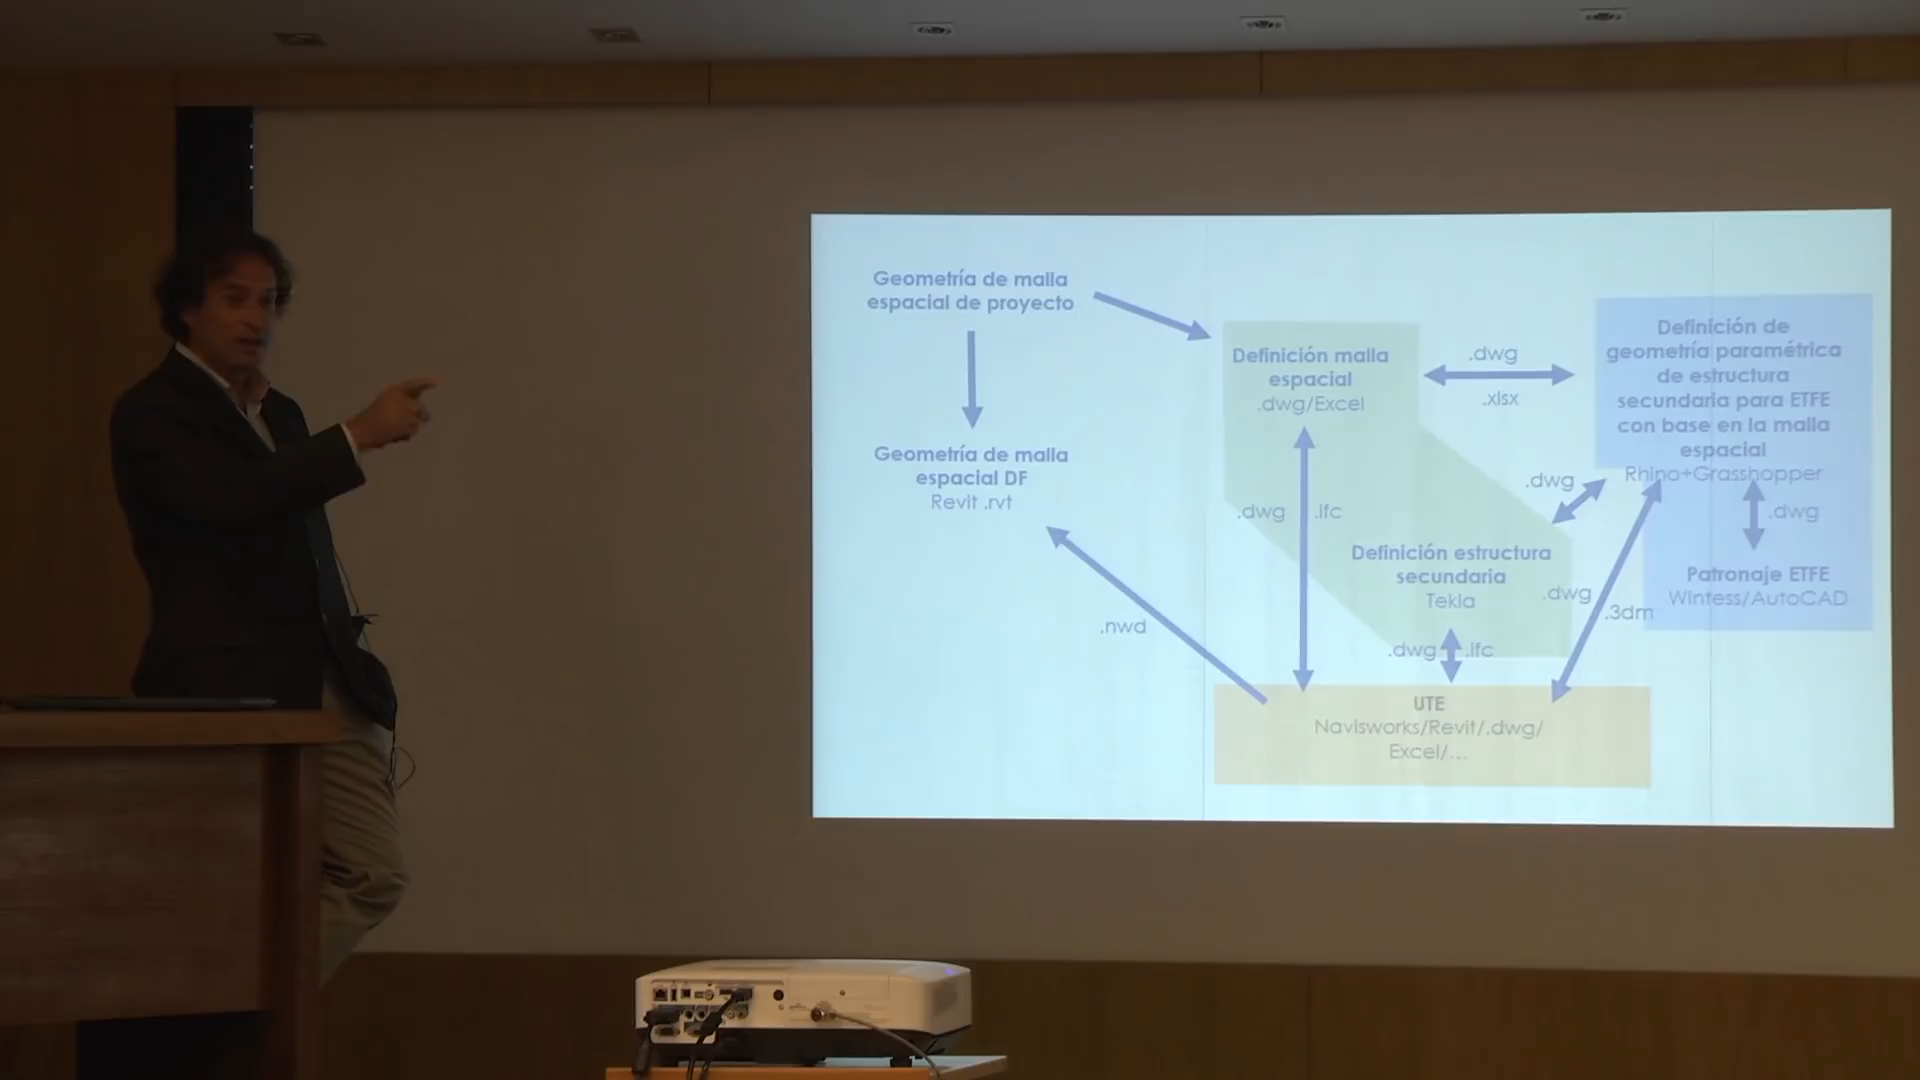 Geometría de malla
espacial de proyecto
Geometría de malla
espacial DF
Revit .rvt
.nwd
Definición malla
espacial
.dwg/Excel
.dwg
.xlsx
Definición de
geometría paramétrica
de estructura
secundaria para ETFE
con base en la malla
espacial
Rhino+Grasshopper
.dwg
.dwg
.ifc
.dwg
Definición estructura
secundaria
Tekla
.dwg
.3dm
Patronaje ETFE
Wintess/AutoCAD
.dwg
.ifc
UTE
Navisworks/Revit/.dwg/
Excel/...